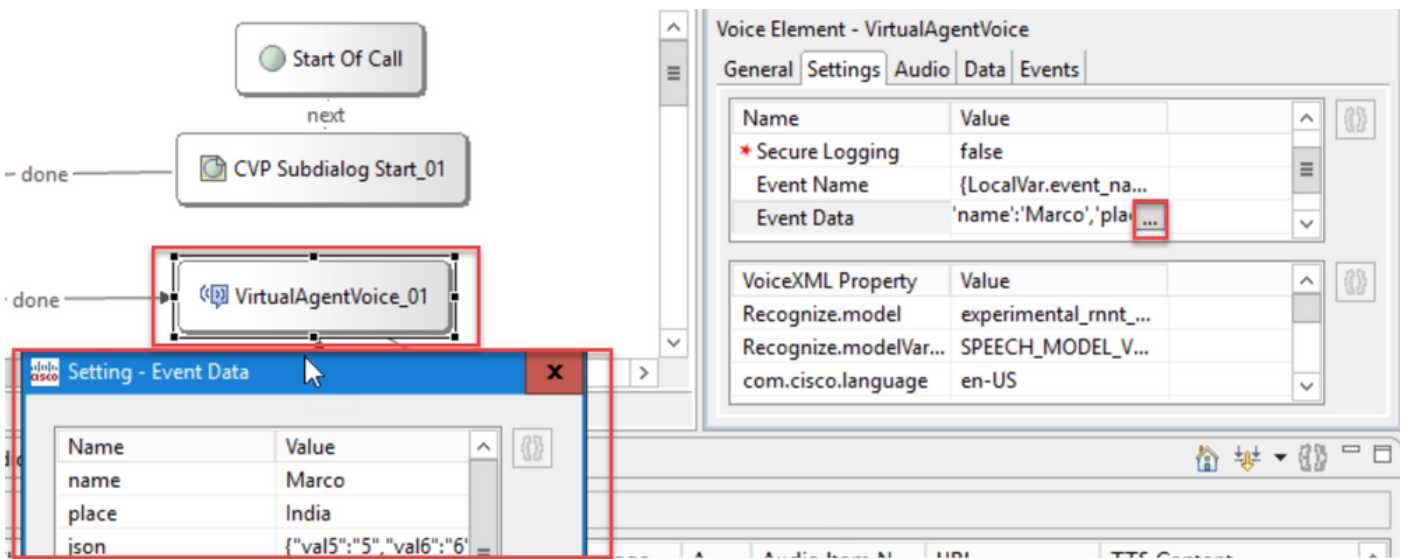 Start Of Call
next
done
CVP Subdialog Start_01
done
VirtualAgentVoice_01
Voice Element - VirtualAgentVoice
General Settings Audio Data Events
Name Value
* Secure Logging false
Event Name {LocalVar.event_na...
Event Data 'name':'Marco','pla ...
VoiceXML Property Value
Recognize.model experimental_rnnt_...
Recognize.modelVar... SPEECH_MODEL_V...
com.cisco.language en-US
cisco Setting - Event Data x
Name Value
name Marco
place India
json {"val5":"5","val6":"6"